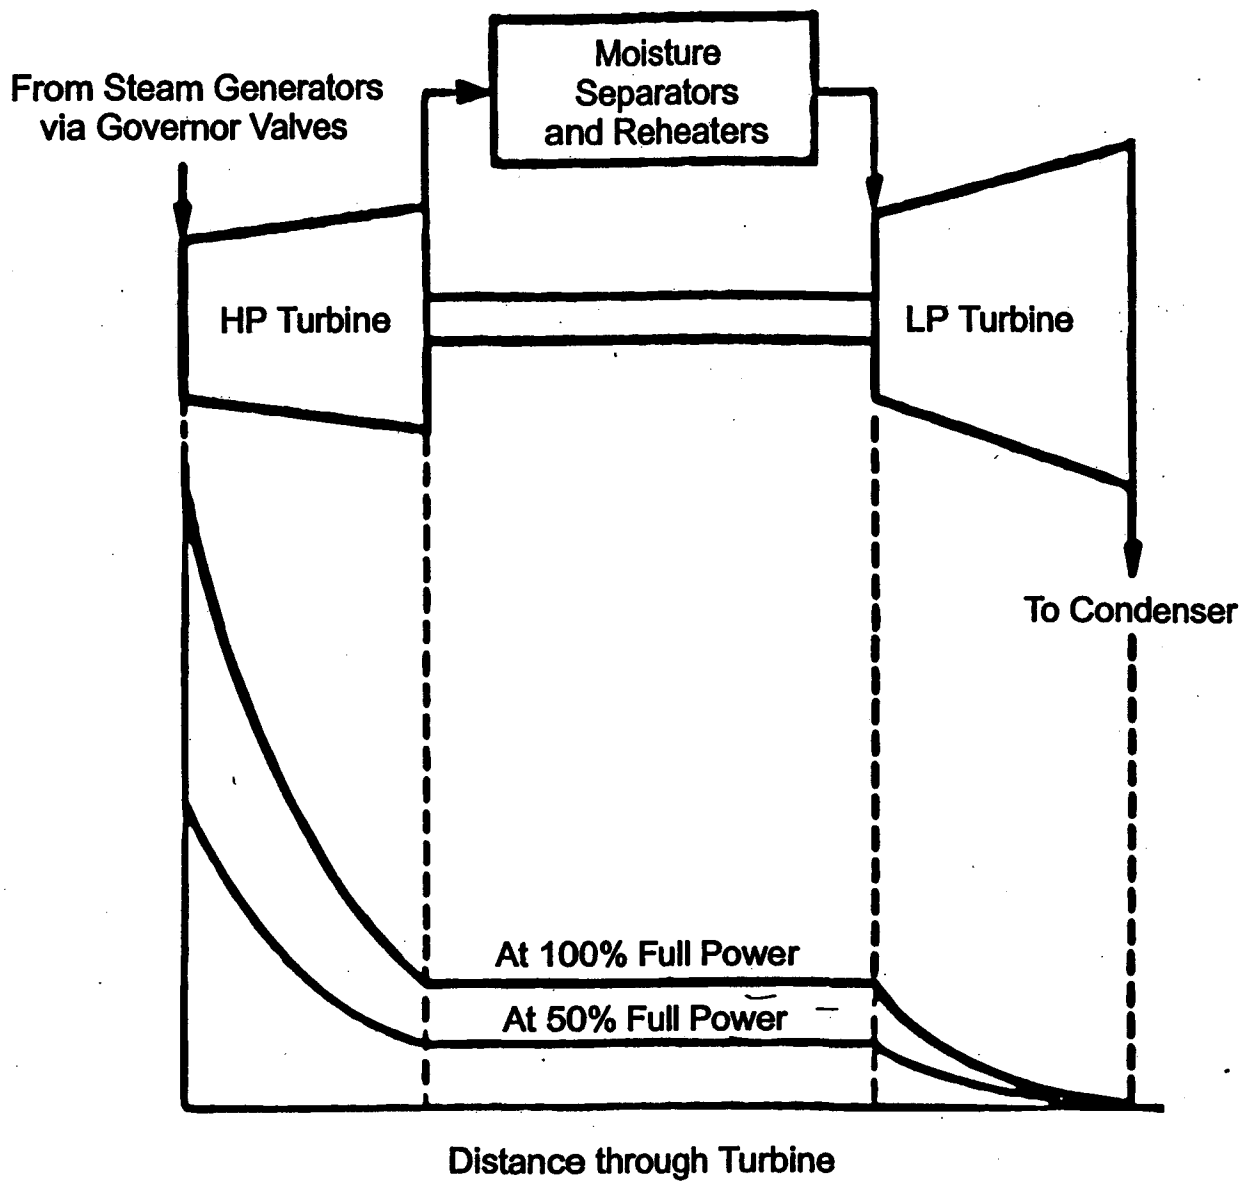 From Steam Generators
via Governor Valves
Moisture
Separators
and Reheaters
HP Turbine
LP Turbine
To Condenser
At 100% Full Power
At 50% Full Power
Distance through Turbine